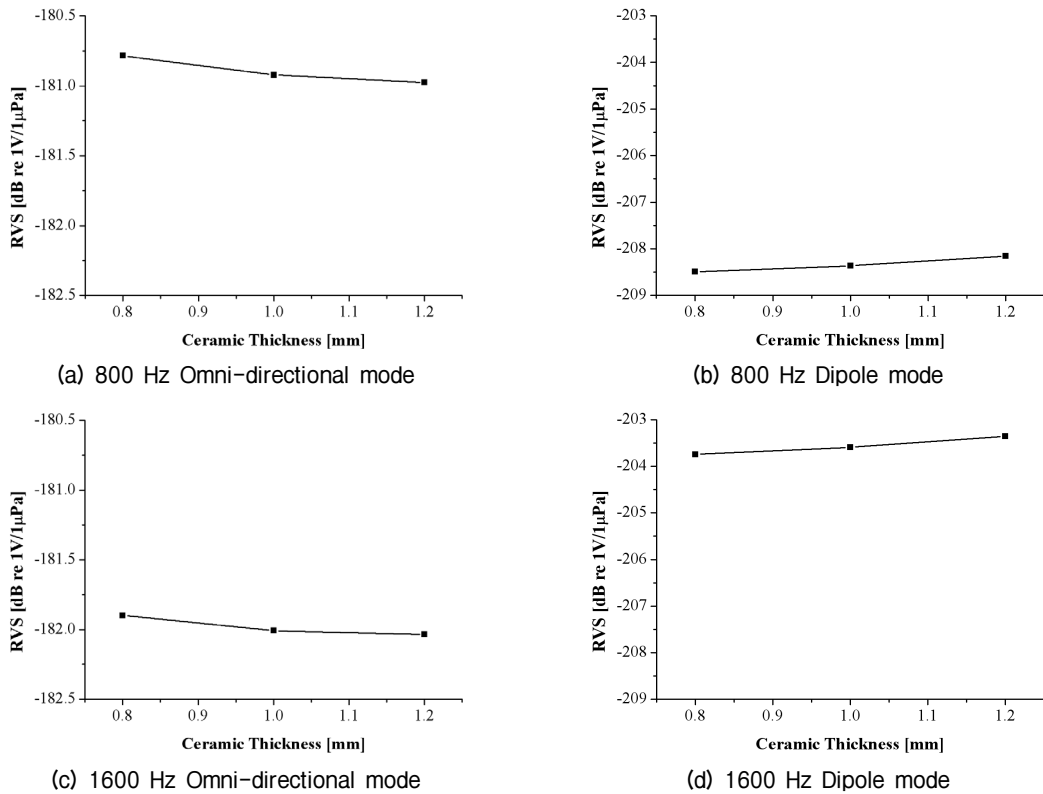 -180.5
-181.0
-181.5
-182.0
-182.5
RVS [dB re 1V/1μPa]
0.8 0.9 1.0 1.1 1.2
Ceramic Thickness [mm]
(a) 800 Hz Omni-directional mode
-203
-204
-205
-206
-207
-208
-209
RVS [dB re 1V/1μPa]
0.8 0.9 1.0 1.1 1.2
Ceramic Thickness [mm]
(b) 800 Hz Dipole mode
-180.5
-181.0
-181.5
-182.0
-182.5
RVS [dB re 1V/1μPa]
0.8 0.9 1.0 1.1 1.2
Ceramic Thickness [mm]
(c) 1600 Hz Omni-directional mode
-203
-204
-205
-206
-207
-208
-209
RVS [dB re 1V/1μPa]
0.8 0.9 1.0 1.1 1.2
Ceramic Thickness [mm]
(d) 1600 Hz Dipole mode